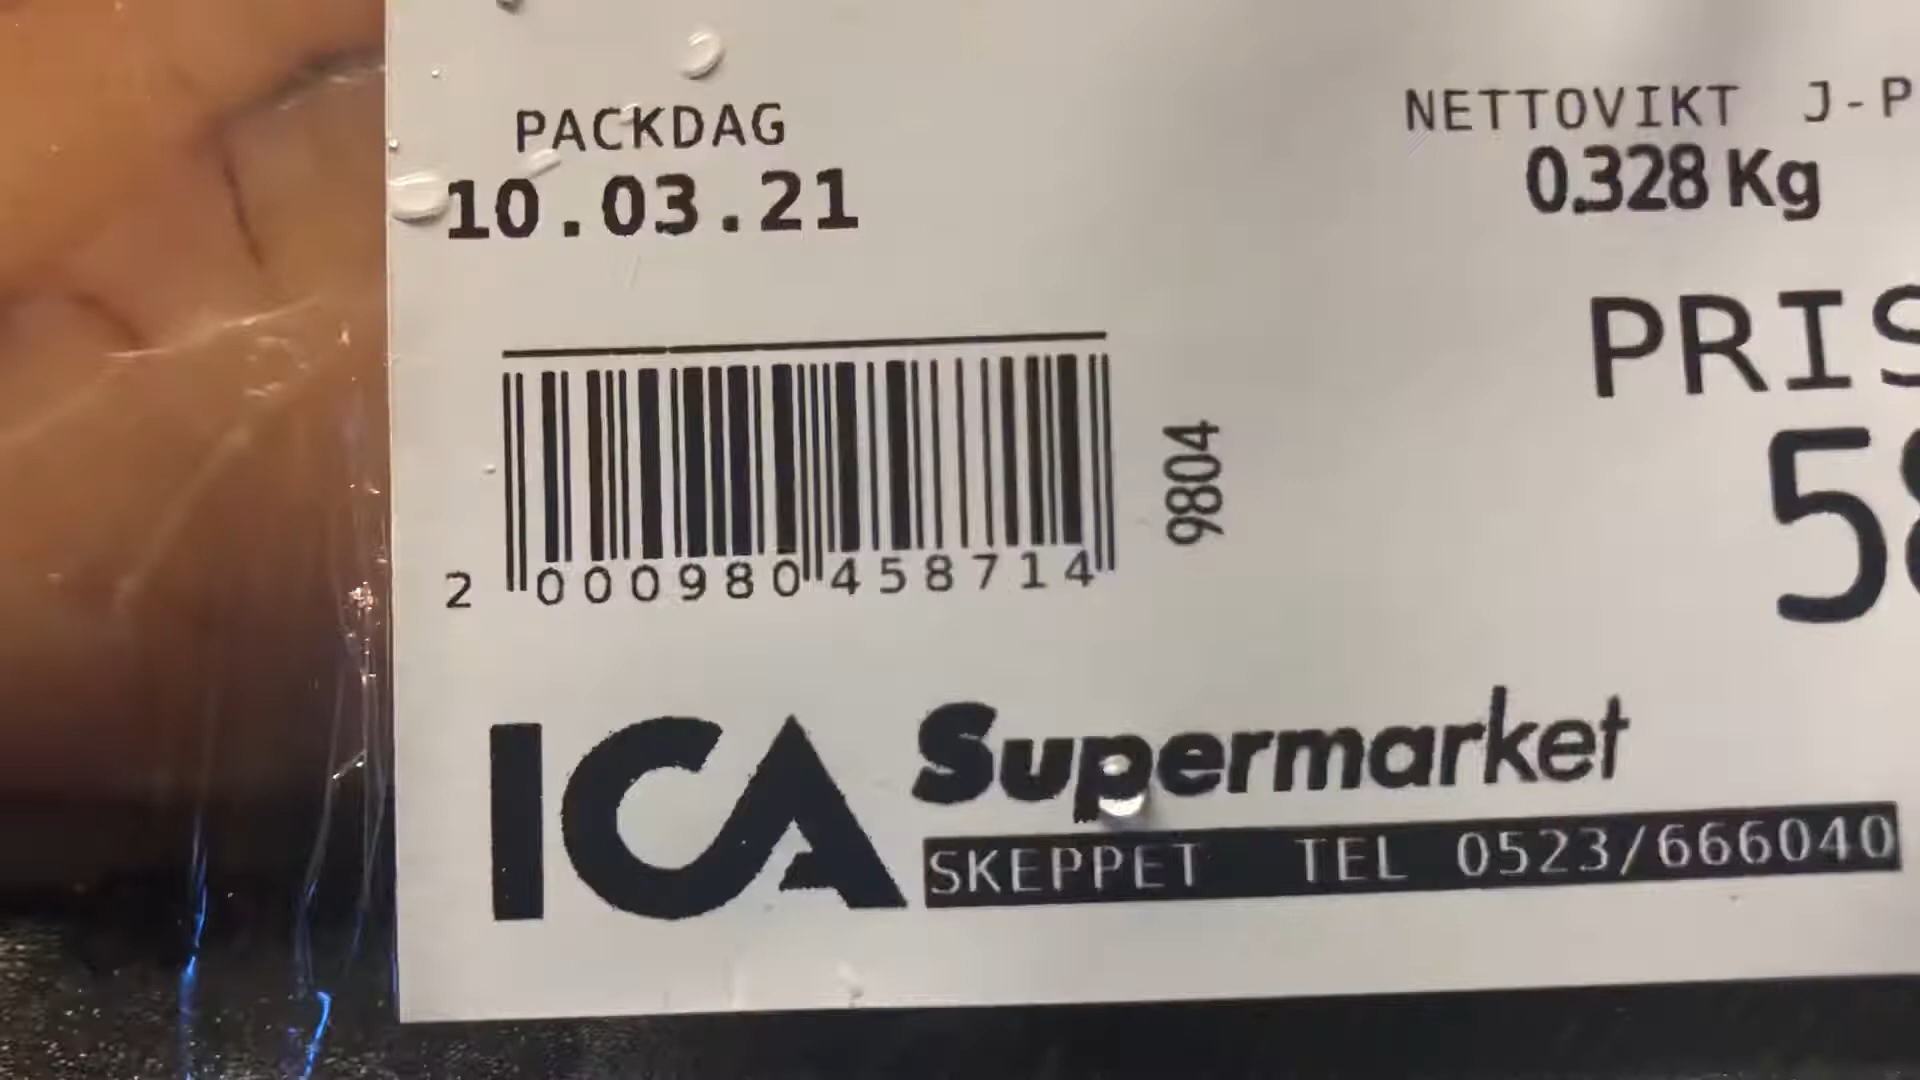 PACKDAG
10.03.21
NETTOVIKT J-P
0.328 Kg
PRIS
2 000980 458714
9804
ICA Supermarket
SKEPPET TEL 0523/666040